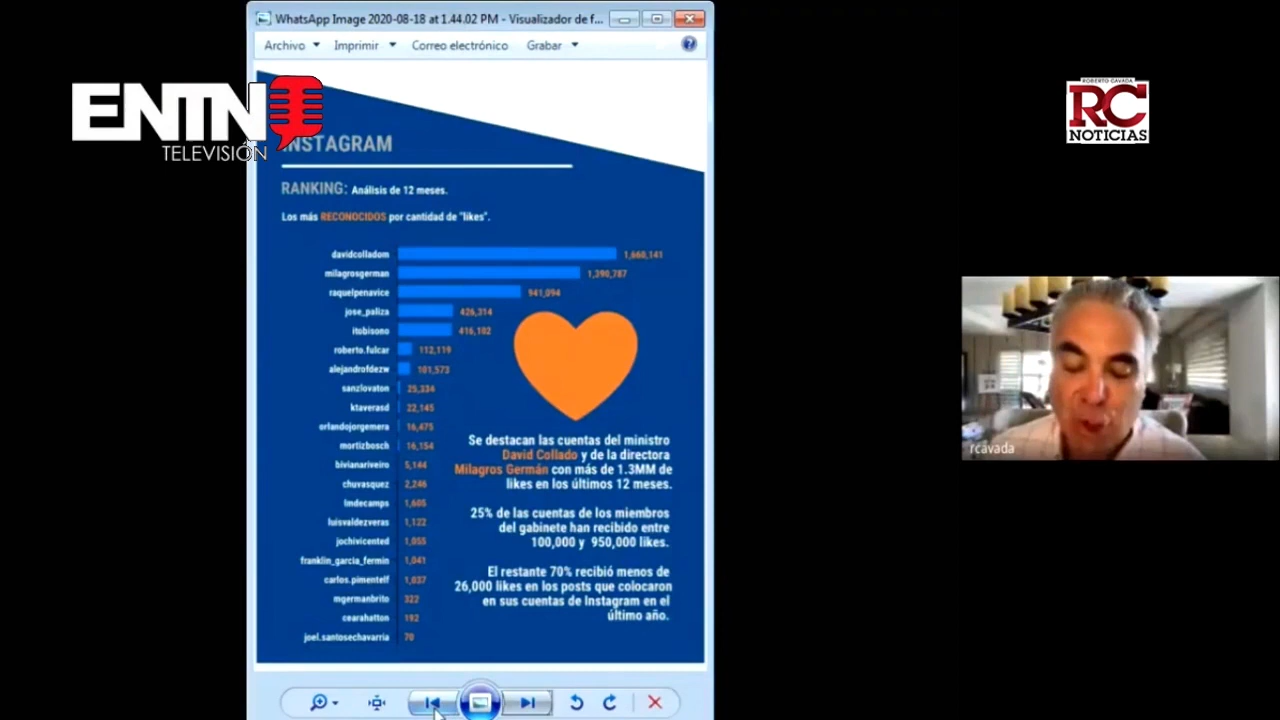 WhatsApp Image 2020-08-18 at 1.44.02 PM - Visualizador de f...
Archivo Imprimir Correo electrónico Grabar
ENTN
TELEVISIÓN
ROBERTO CAVADA
RC
NOTICIAS
INSTAGRAM
RANKING: Análisis de 12 meses.
Los más RECONOCIDOS por cantidad de "likes".
davidcolladom 1,660,141
milagrosgerman 1,390,787
raquelpenavice 941,094
jose_paliza 426,314
itobisono 416,102
roberto.fulcar 112,119
alejandrofdezw 101,573
sanzlovaton 25,334
ktaverasd 22,145
orlandojorgemera 16,475
mortizbosch 16,154
bivianariveiro 5,144
chuvasquez 2,246
lmdecamps 1,605
luisvaldezveras 1,122
jochivicented 1,055
franklin_garcia_fermin 1,041
carlos.pimentelf 1,037
mgermanbrito 322
cearahatton 192
joel.santosechavarria 70
Se destacan las cuentas del ministro
David Collado y de la directora
Milagros Germán con más de 1.3MM de
likes en los últimos 12 meses.
25% de las cuentas de los miembros
del gabinete han recibido entre
100,000 y 950,000 likes.
El restante 70% recibió menos de
26,000 likes en los posts que colocaron
en sus cuentas de Instagram en el
último año.
rcavada